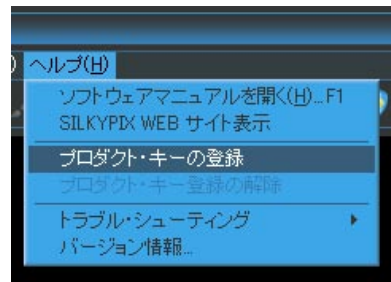 ) ヘルプ(H)
ソフトウェアマニュアルを開く(H)...F1
SILKYPIX WEB サイト表示
プロダクト・キーの登録
プロダクト・キー登録の解除
トラブル・シューティング
バージョン情報...